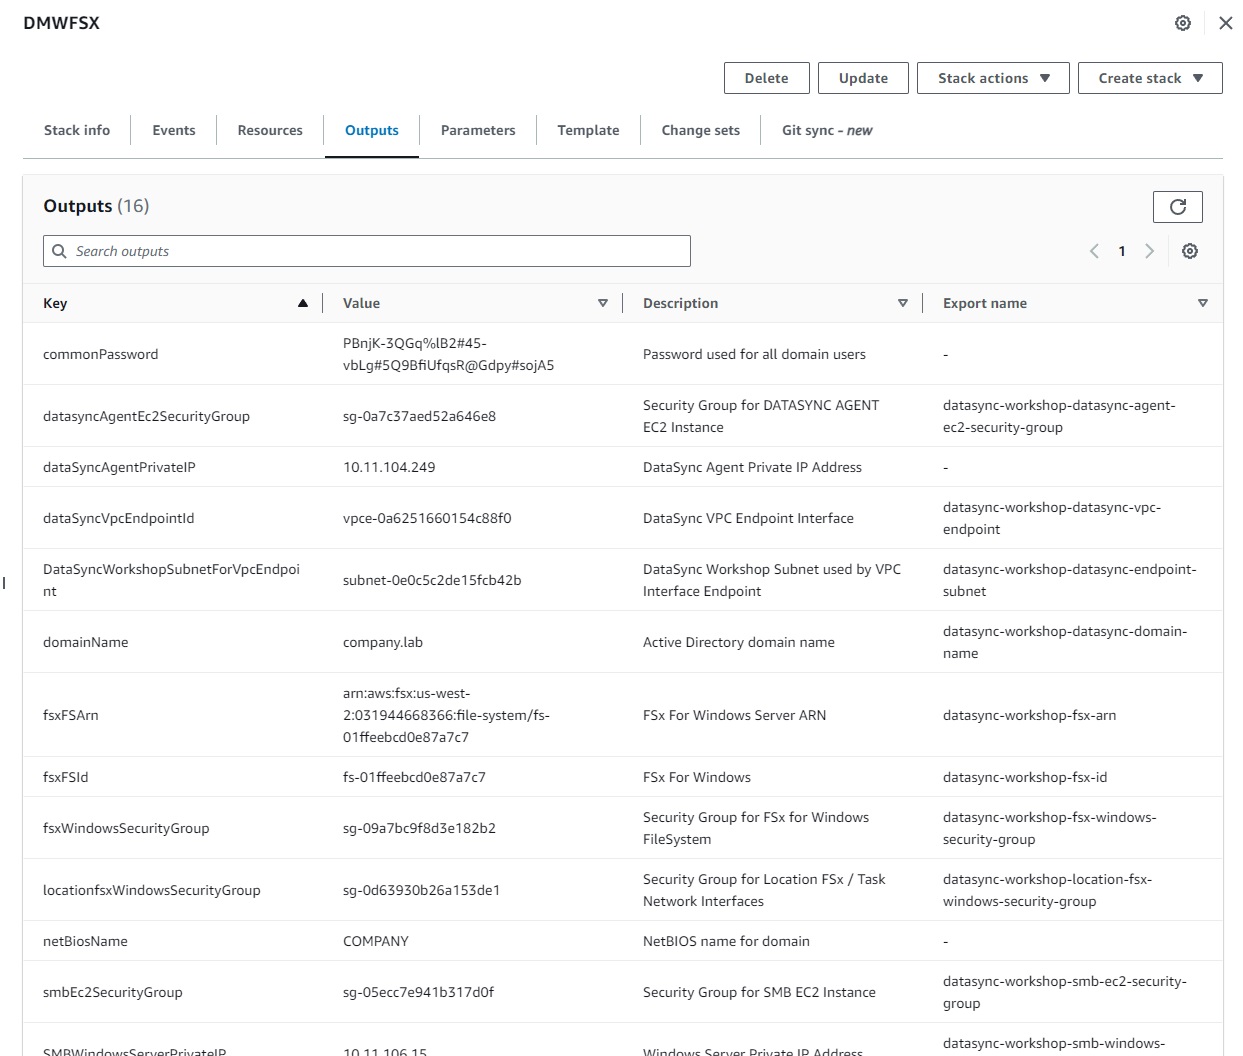 DMWFSX
Delete
Update
Stack actions
Create stack
Stack info
Events
Resources
Outputs
Parameters
Template
Change sets
Git sync - new
Outputs (16)
Search outputs
1
Key
Value
Description
Export name
commonPassword
PBnjK-3QGq%lB2#45-
vbLg#5Q9BfiUfqsR@Gdpy#sojA5
Password used for all domain users
-
datasyncAgentEc2SecurityGroup
sg-0a7c37aed52a646e8
Security Group for DATASYNC AGENT
EC2 Instance
datasync-workshop-datasync-agent-
ec2-security-group
dataSyncAgentPrivateIP
10.11.104.249
DataSync Agent Private IP Address
-
dataSyncVpcEndpointId
vpce-0a6251660154c88f0
DataSync VPC Endpoint Interface
datasync-workshop-datasync-vpc-
endpoint
DataSyncWorkshopSubnetForVpcEndpoi
nt
subnet-0e0c5c2de15fcb42b
DataSync Workshop Subnet used by VPC
Interface Endpoint
datasync-workshop-datasync-endpoint-
subnet
domainName
company.lab
Active Directory domain name
datasync-workshop-datasync-domain-
name
fsxFSArn
arn:aws:fsx:us-west-
2:031944668366:file-system/fs-
01ffeebcd0e87a7c7
FSx For Windows Server ARN
datasync-workshop-fsx-arn
fsxFSId
fs-01ffeebcd0e87a7c7
FSx For Windows
datasync-workshop-fsx-id
fsxWindowsSecurityGroup
sg-09a7bc9f8d3e182b2
Security Group for FSx for Windows
FileSystem
datasync-workshop-fsx-windows-
security-group
locationfsxWindowsSecurityGroup
sg-0d63930b26a153de1
Security Group for Location FSx / Task
Network Interfaces
datasync-workshop-location-fsx-
windows-security-group
netBiosName
COMPANY
NetBIOS name for domain
-
smbEc2SecurityGroup
sg-05ecc7e941b317d0f
Security Group for SMB EC2 Instance
datasync-workshop-smb-ec2-security-
group
SMBWindowsServerPrivateIP
10.11.106.15
Windows Server Private IP Address
datasync-workshop-smb-windows-